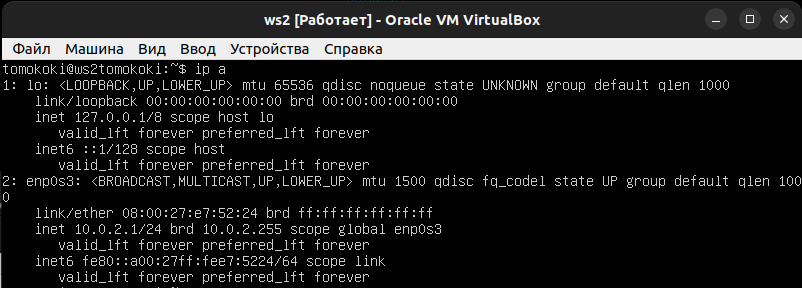 ws2 [Работает] - Oracle VM VirtualBox
Файл Машина Вид Ввод Устройства Справка
tomokoki@ws2tomokoki:~$ ip a
1: lo: <LOOPBACK,UP,LOWER_UP> mtu 65536 qdisc noqueue state UNKNOWN group default qlen 1000
    link/loopback 00:00:00:00:00:00 brd 00:00:00:00:00:00
    inet 127.0.0.1/8 scope host lo
       valid_lft forever preferred_lft forever
    inet6 ::1/128 scope host
       valid_lft forever preferred_lft forever
2: enp0s3: <BROADCAST,MULTICAST,UP,LOWER_UP> mtu 1500 qdisc fq_codel state UP group default qlen 100
0
    link/ether 08:00:27:e7:52:24 brd ff:ff:ff:ff:ff:ff
    inet 10.0.2.1/24 brd 10.0.2.255 scope global enp0s3
       valid_lft forever preferred_lft forever
    inet6 fe80::a00:27ff:fee7:5224/64 scope link
       valid_lft forever preferred_lft forever